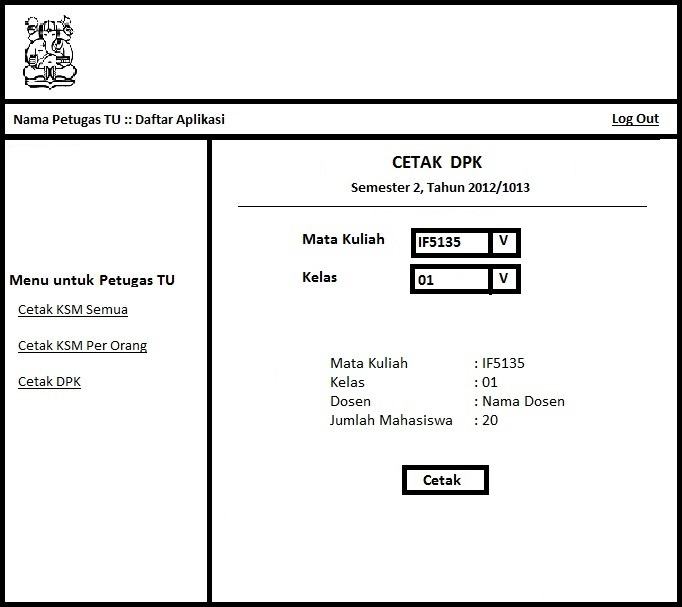 Nama Petugas TU :: Daftar Aplikasi
Log Out
Menu untuk Petugas TU
Cetak KSM Semua
Cetak KSM Per Orang
Cetak DPK
CETAK DPK
Semester 2, Tahun 2012/1013
Mata Kuliah IF5135 V
Kelas 01 V
Mata Kuliah : IF5135
Kelas : 01
Dosen : Nama Dosen
Jumlah Mahasiswa : 20
Cetak